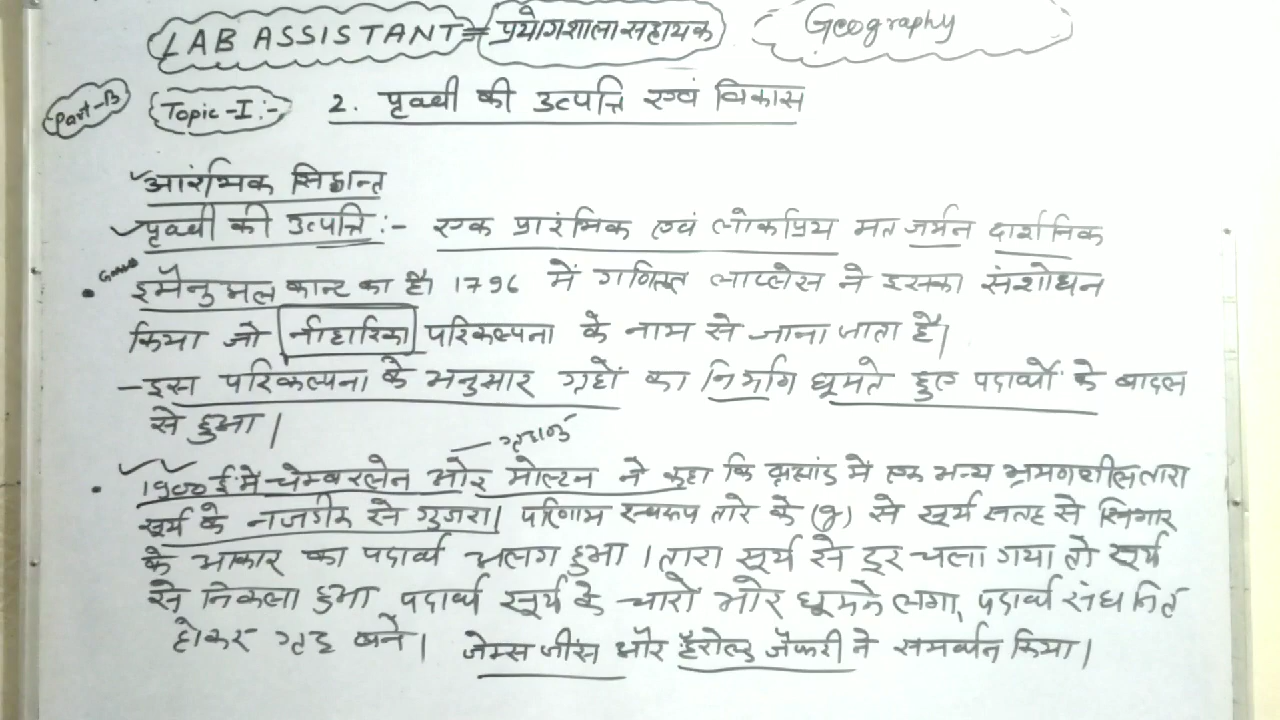 LAB ASSISTANT = प्रयोगशाला सहायक Geography
Part-B Topic-I:- 2. पृथ्वी की उत्पत्ति एवं विकास
आरंभिक सिद्धान्त
पृथ्वी की उत्पत्ति :- एक प्रारंभिक एवं लोकप्रिय मत जर्मन दार्शनिक
इमैनुअल कान्ट का है। 1796 में गणितज्ञ लाप्लेस ने इसका संशोधन
किया जो नीहारिका परिकल्पना के नाम से जाना जाता है।
- इस परिकल्पना के अनुसार ग्रहों का निर्माण घूमते हुए पदार्थों के बादल
से हुआ।
1900 ई में चेम्बरलेन और मोल्टन ने कहा कि ब्रह्मांड में एक अन्य भ्रमणशील तारा
सूर्य के नजदीक से गुजरा। परिणाम स्वरूप तारे के (g) से सूर्य सतह से सिगार
के आकार का पदार्थ अलग हुआ। तारा सूर्य से दूर चला गया तो सूर्य
से निकला हुआ पदार्थ सूर्य के चारों ओर घूमने लगा, पदार्थ संघनित
होकर ग्रह बने। जेम्स जींस और हैरोल्ड जैफरी ने समर्थन किया।